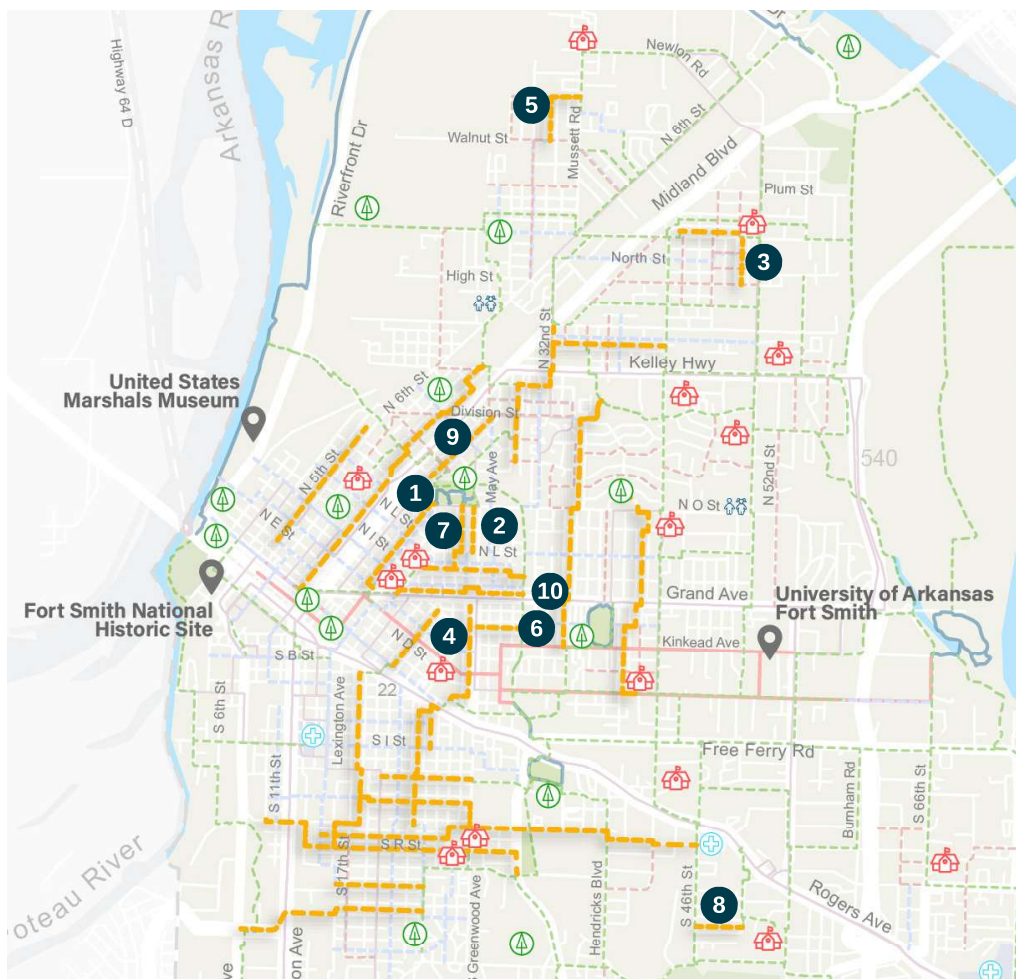 Highway 64 D
Arkansas R
Dr
Newlon Rd
5
Walnut St
Mussett Rd
N 6th St
Midland Blvd
Riverfront Dr
Plum St
North St
3
High St
N 32nd St
Kelley Hwy
United States
Marshals Museum
N 6th St
Division St
9
N 5th St
May Ave
N 52nd St
540
1
N O St
N L St
7
2
N E St
N I St
N L St
10
Grand Ave
University of Arkansas
Fort Smith
Fort Smith National
Historic Site
4
6
N D St
Kinkead Ave
S B St
22
S 6th St
Lexington Ave
S 11th St
S I St
Free Ferry Rd
Burnham Rd
S 66th St
S R St
S 17th St
oteau River
S Greenwood Ave
Hendricks Blvd
S 46th St
8
Rogers Ave
ve
on Ave